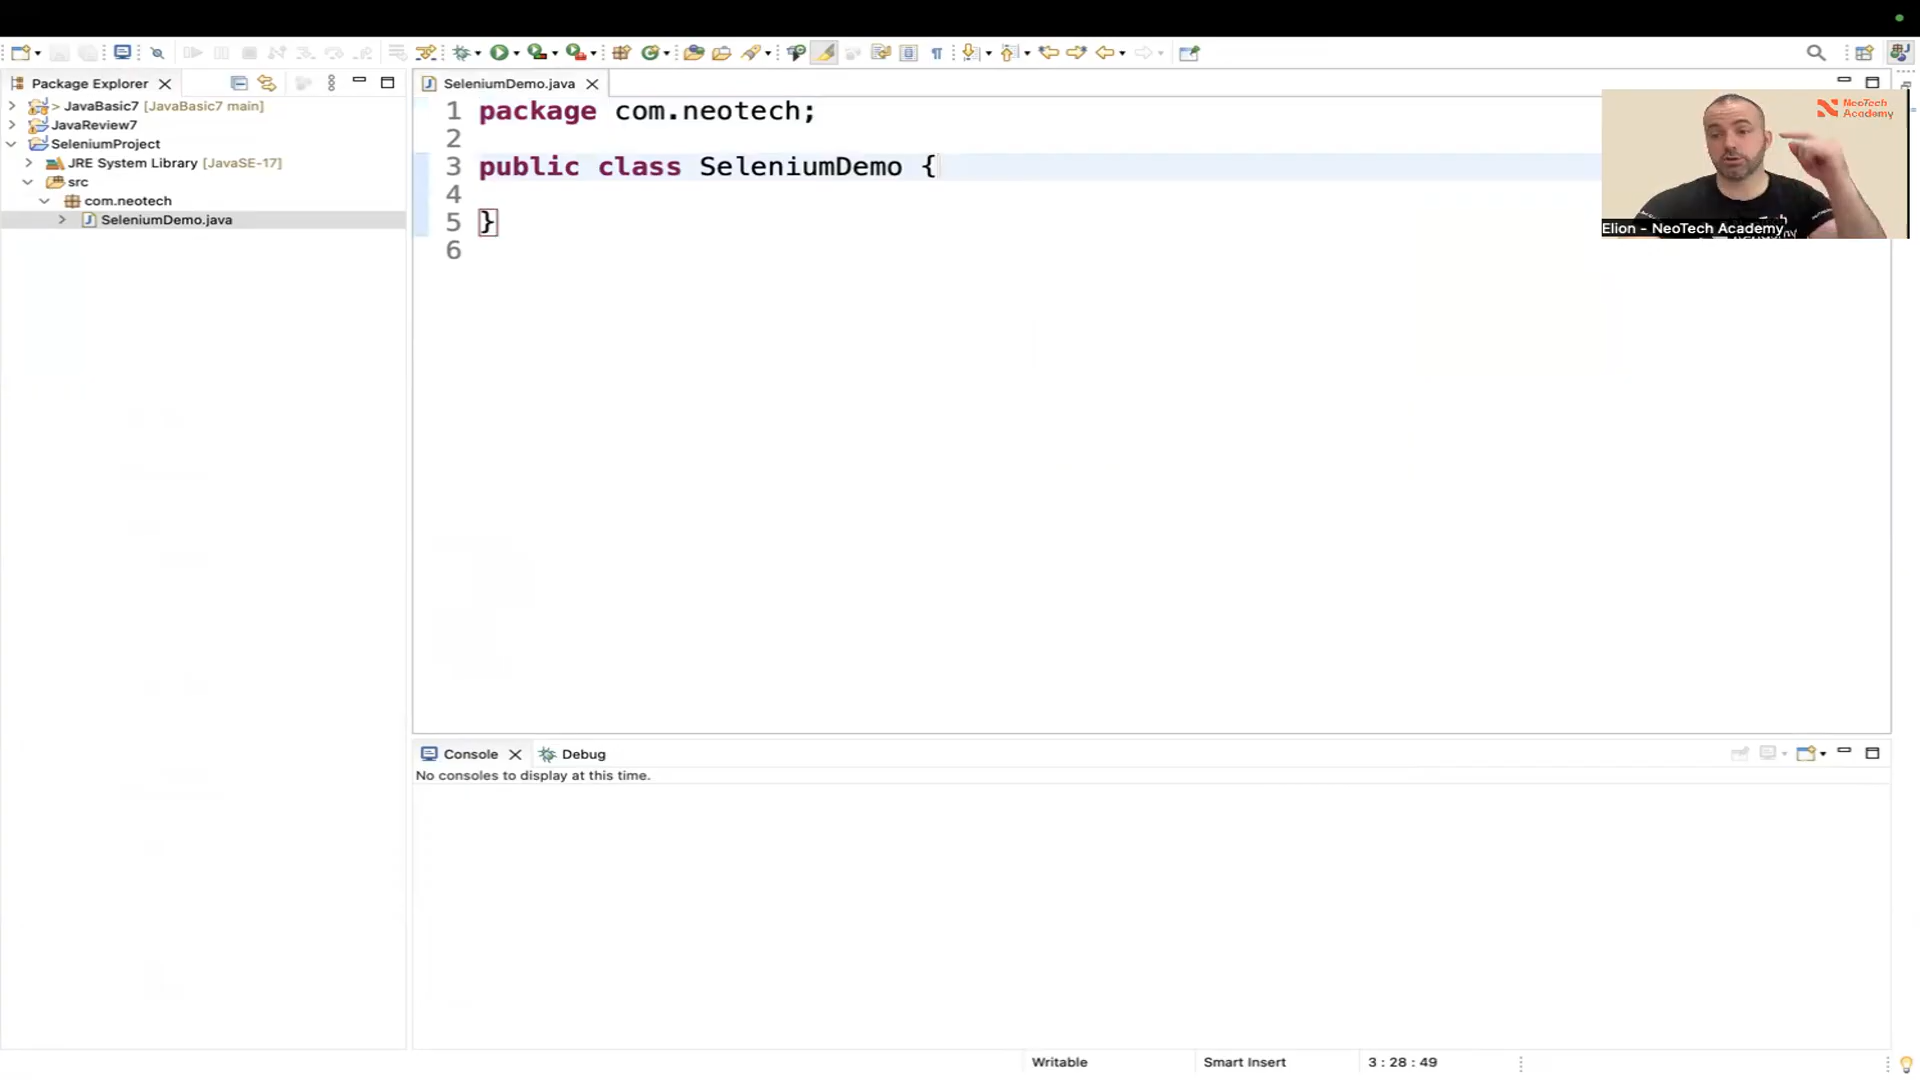 Package Explorer
> JavaBasic7 [JavaBasic7 main]
JavaReview7
SeleniumProject
JRE System Library [JavaSE-17]
src
com.neotech
SeleniumDemo.java
SeleniumDemo.java
1 package com.neotech;
2
3 public class SeleniumDemo {
4
5 }
6
NeoTech
Academy
Elion - NeoTech Academy
Console
Debug
No consoles to display at this time.
Writable
Smart Insert
3 : 28 : 49